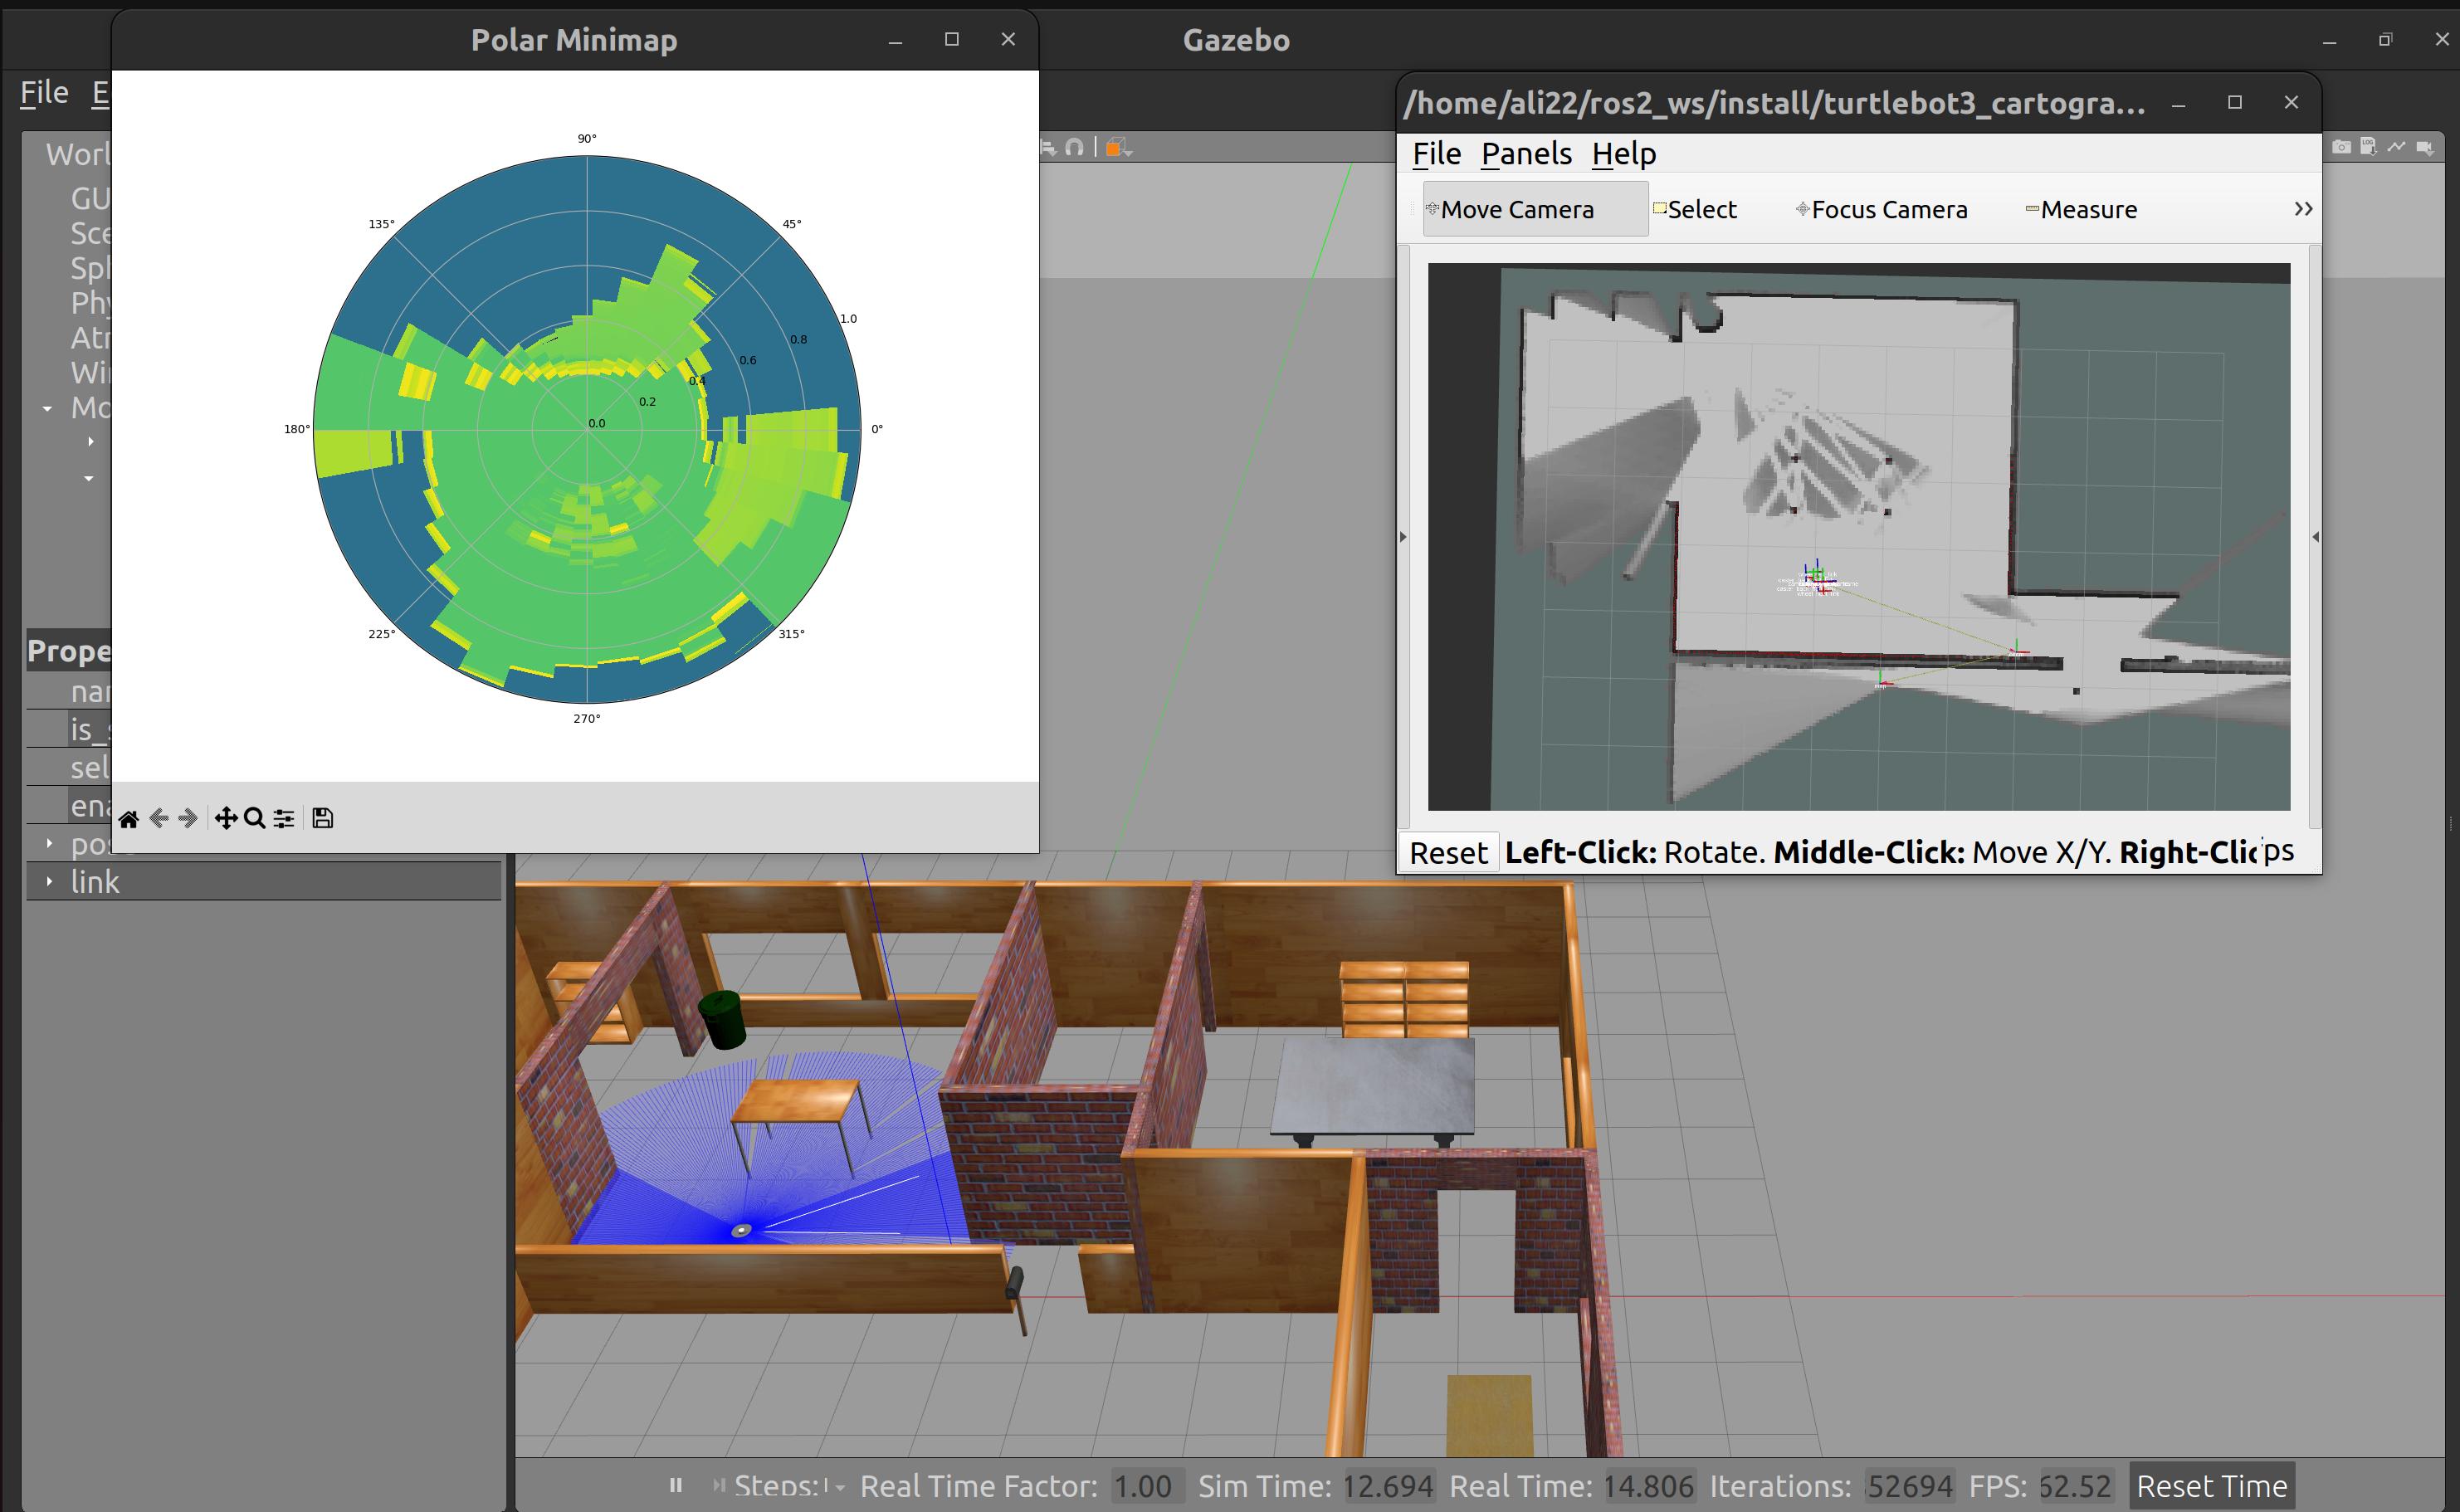 Polar Minimap
Gazebo
File E
/home/ali22/ros2_ws/install/turtlebot3_cartogra...
File Panels Help
Move Camera
Select
Focus Camera
Measure
90°
135°
45°
1.0
0.8
0.6
0.4
0.2
0.0
180°
0°
225°
315°
270°
Worl
GU
Sce
Sph
Phy
Atr
Wi
Mo
Prope
nar
is_s
sel
ena
pos
link
Reset Left-Click: Rotate. Middle-Click: Move X/Y. Right-Clic ps
Steps: Real Time Factor: 1.00 Sim Time: 12.694 Real Time: 14.806 Iterations: 52694 FPS: 62.52 Reset Time